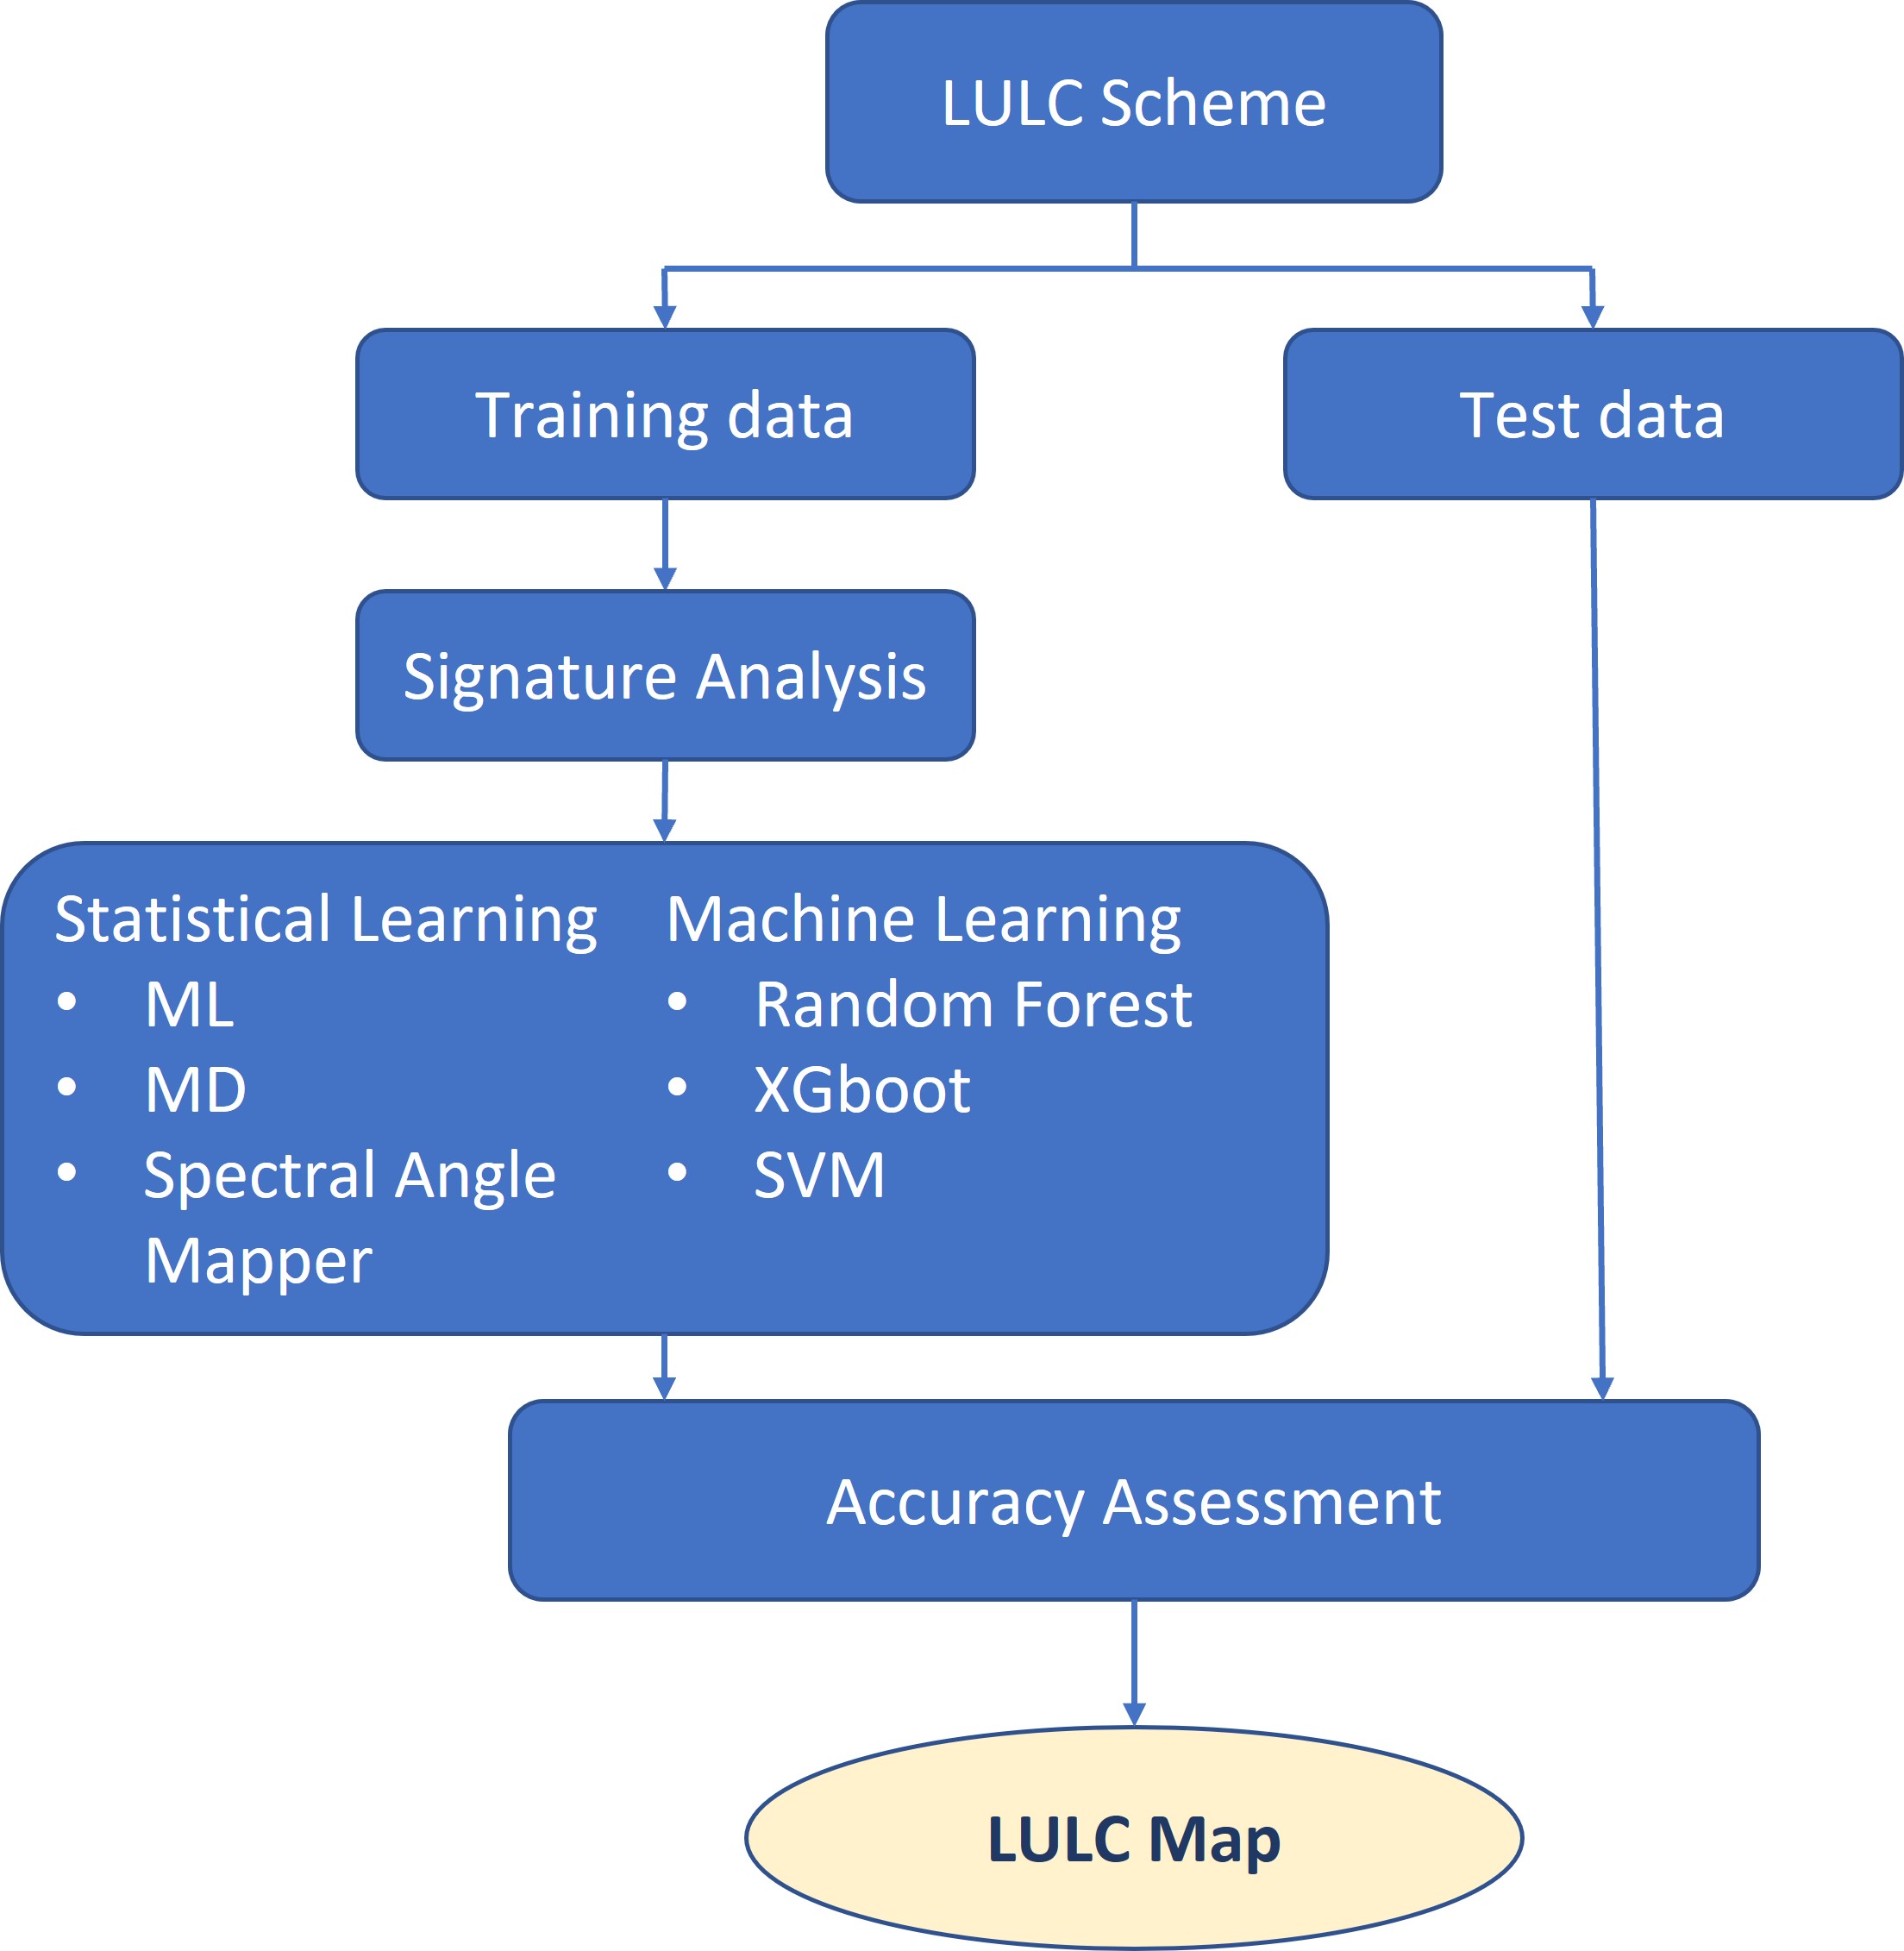 LULC Scheme
Training data
Test data
Signature Analysis
Statistical Learning
• ML
• MD
• Spectral Angle
Mapper
Machine Learning
• Random Forest
• XGboot
• SVM
Accuracy Assessment
LULC Map